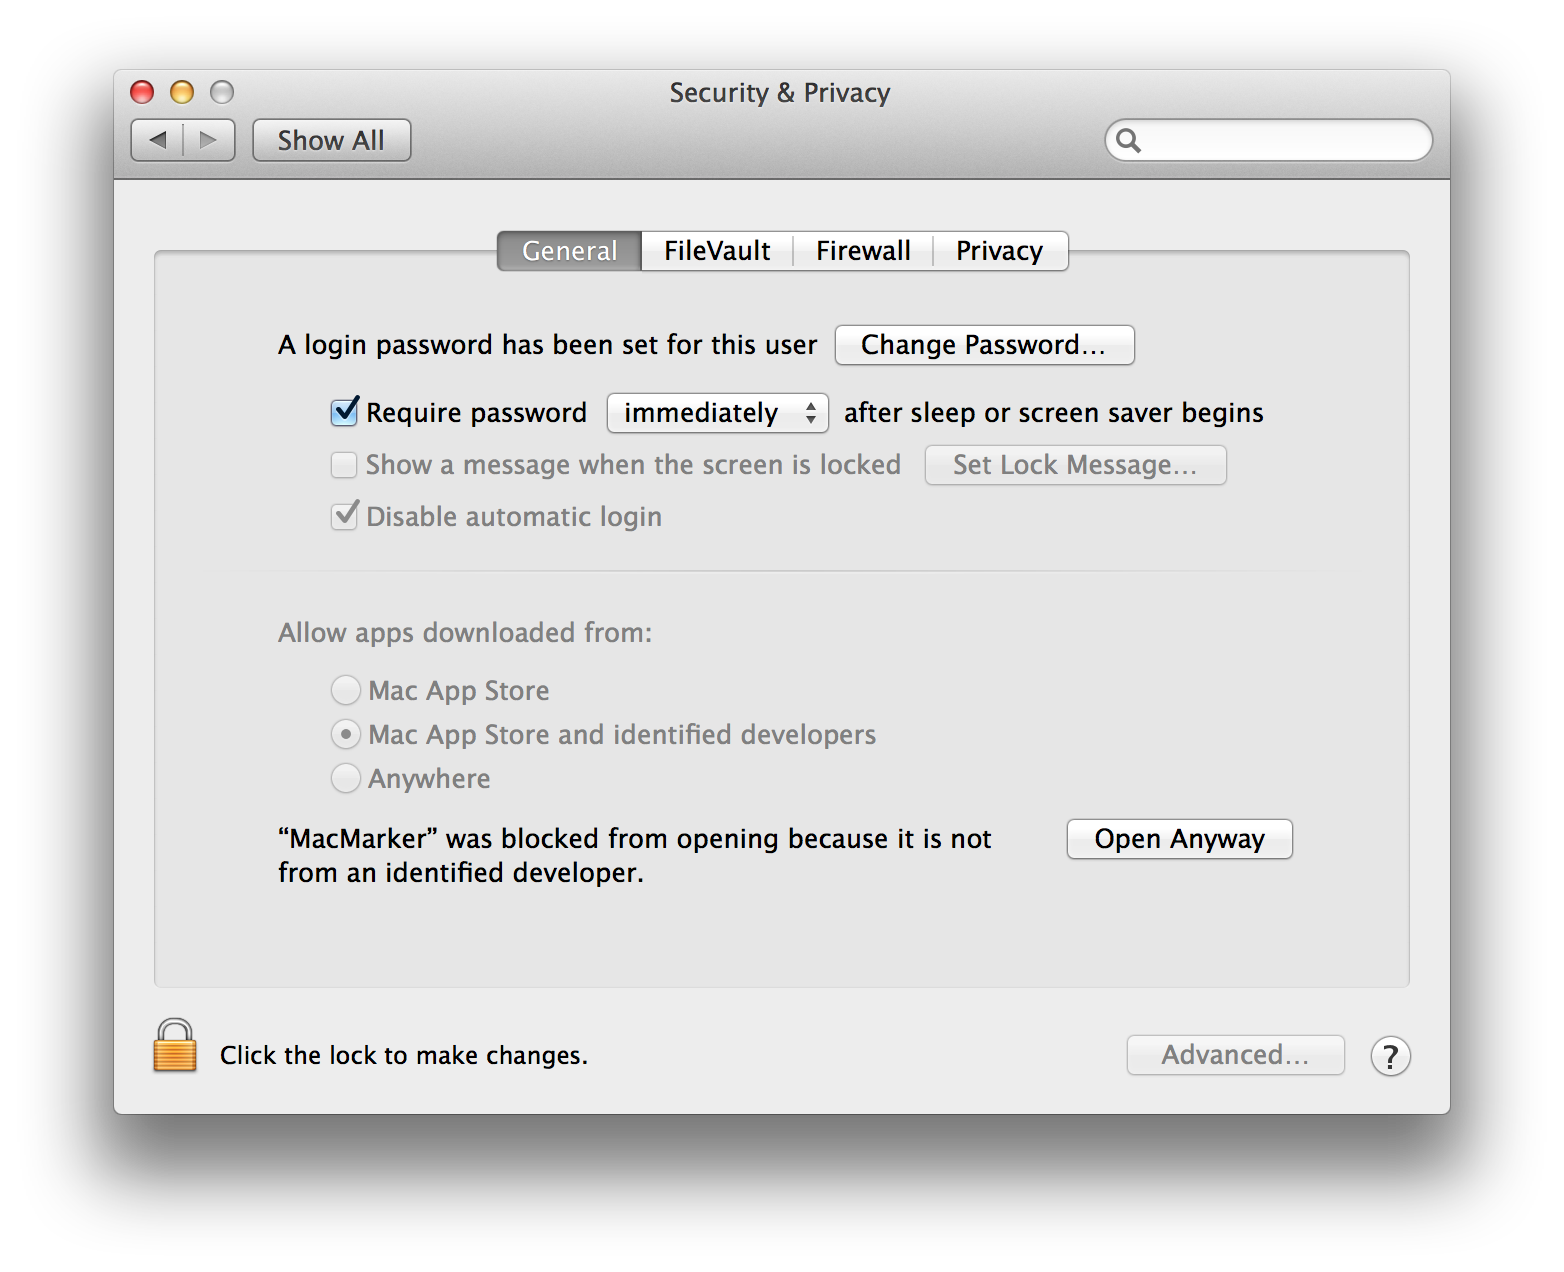 Security & Privacy
Show All
General FileVault Firewall Privacy
A login password has been set for this user Change Password...
Require password immediately after sleep or screen saver begins
Show a message when the screen is locked Set Lock Message...
Disable automatic login
Allow apps downloaded from:
Mac App Store
Mac App Store and identified developers
Anywhere
“MacMarker” was blocked from opening because it is not Open Anyway
from an identified developer.
Click the lock to make changes. Advanced... ?